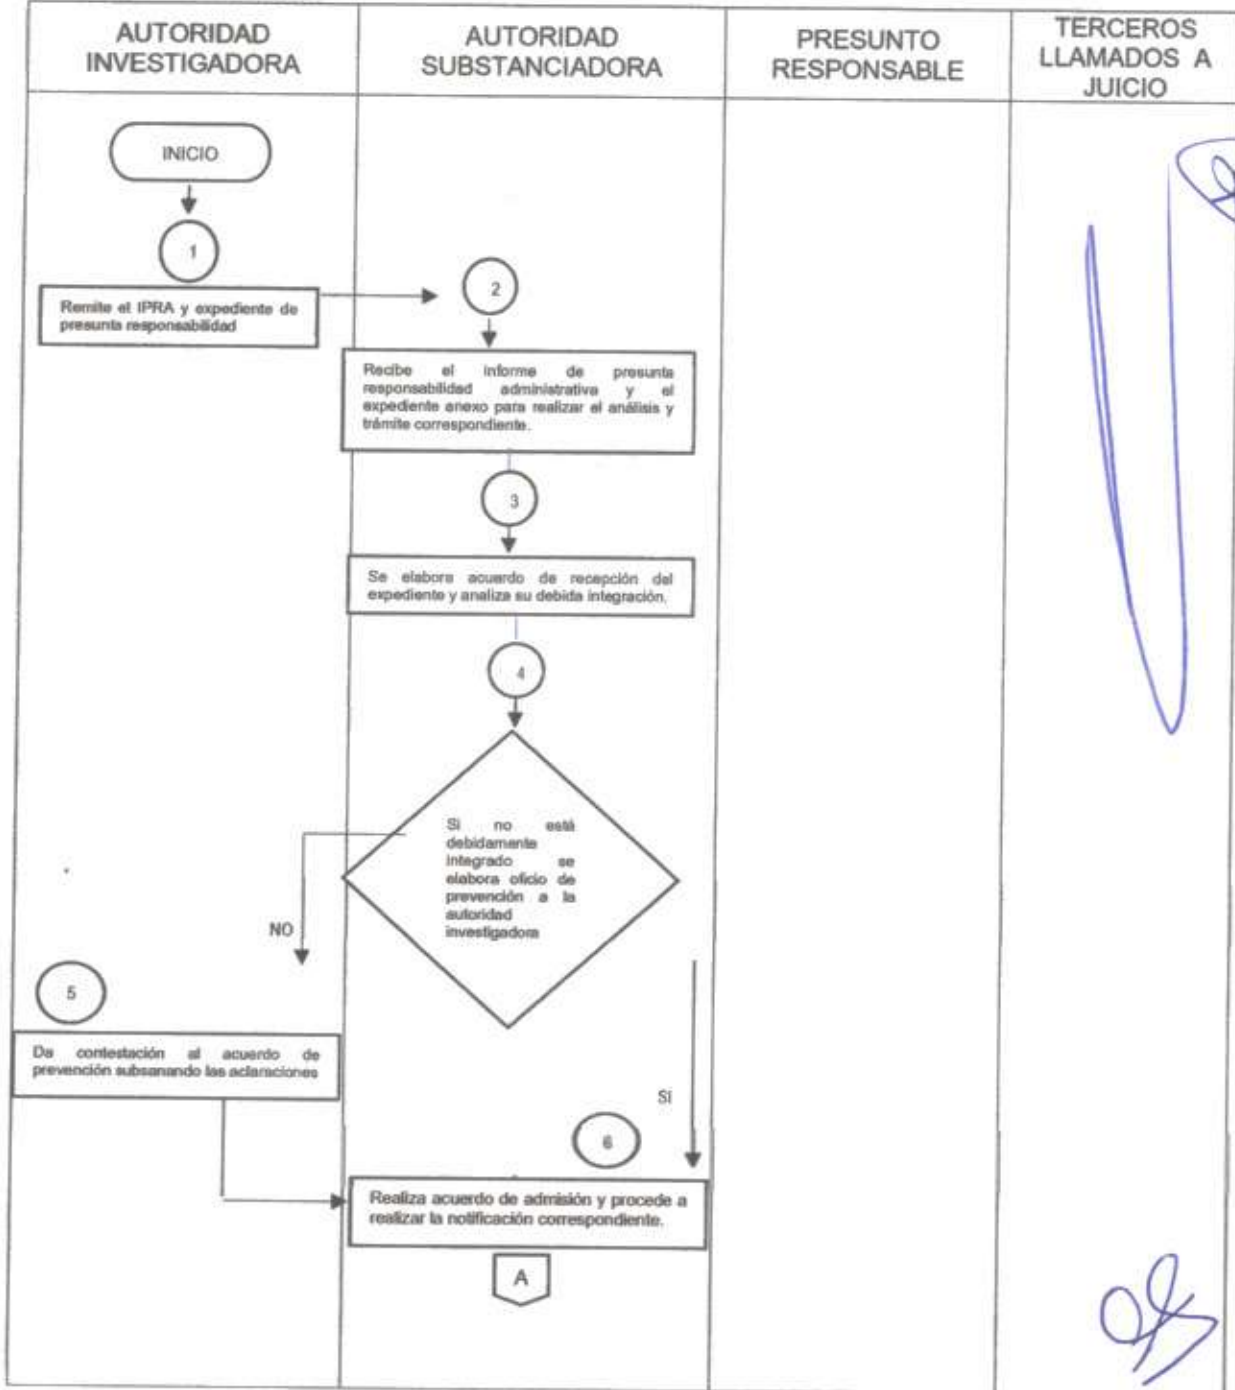 AUTORIDAD
INVESTIGADORA
AUTORIDAD
SUBSTANCIADORA
PRESUNTO
RESPONSABLE
TERCEROS
LLAMADOS A
JUICIO
INICIO
1
Remite el IPRA y expediente de
presunta responsabilidad
2
Recibe el informe de presunta
responsabilidad administrativa y el
expediente anexo para realizar el análisis y
trámite correspondiente.
3
Se elabora acuerdo de recepción del
expediente y analiza su debida integración.
4
Si no está
debidamente
integrado se
elabora oficio de
prevención a la
autoridad
investigadora
NO
5
Da contestación al acuerdo de
prevención subsanando las aclaraciones
SI
6
Realiza acuerdo de admisión y procede a
realizar la notificación correspondiente.
A